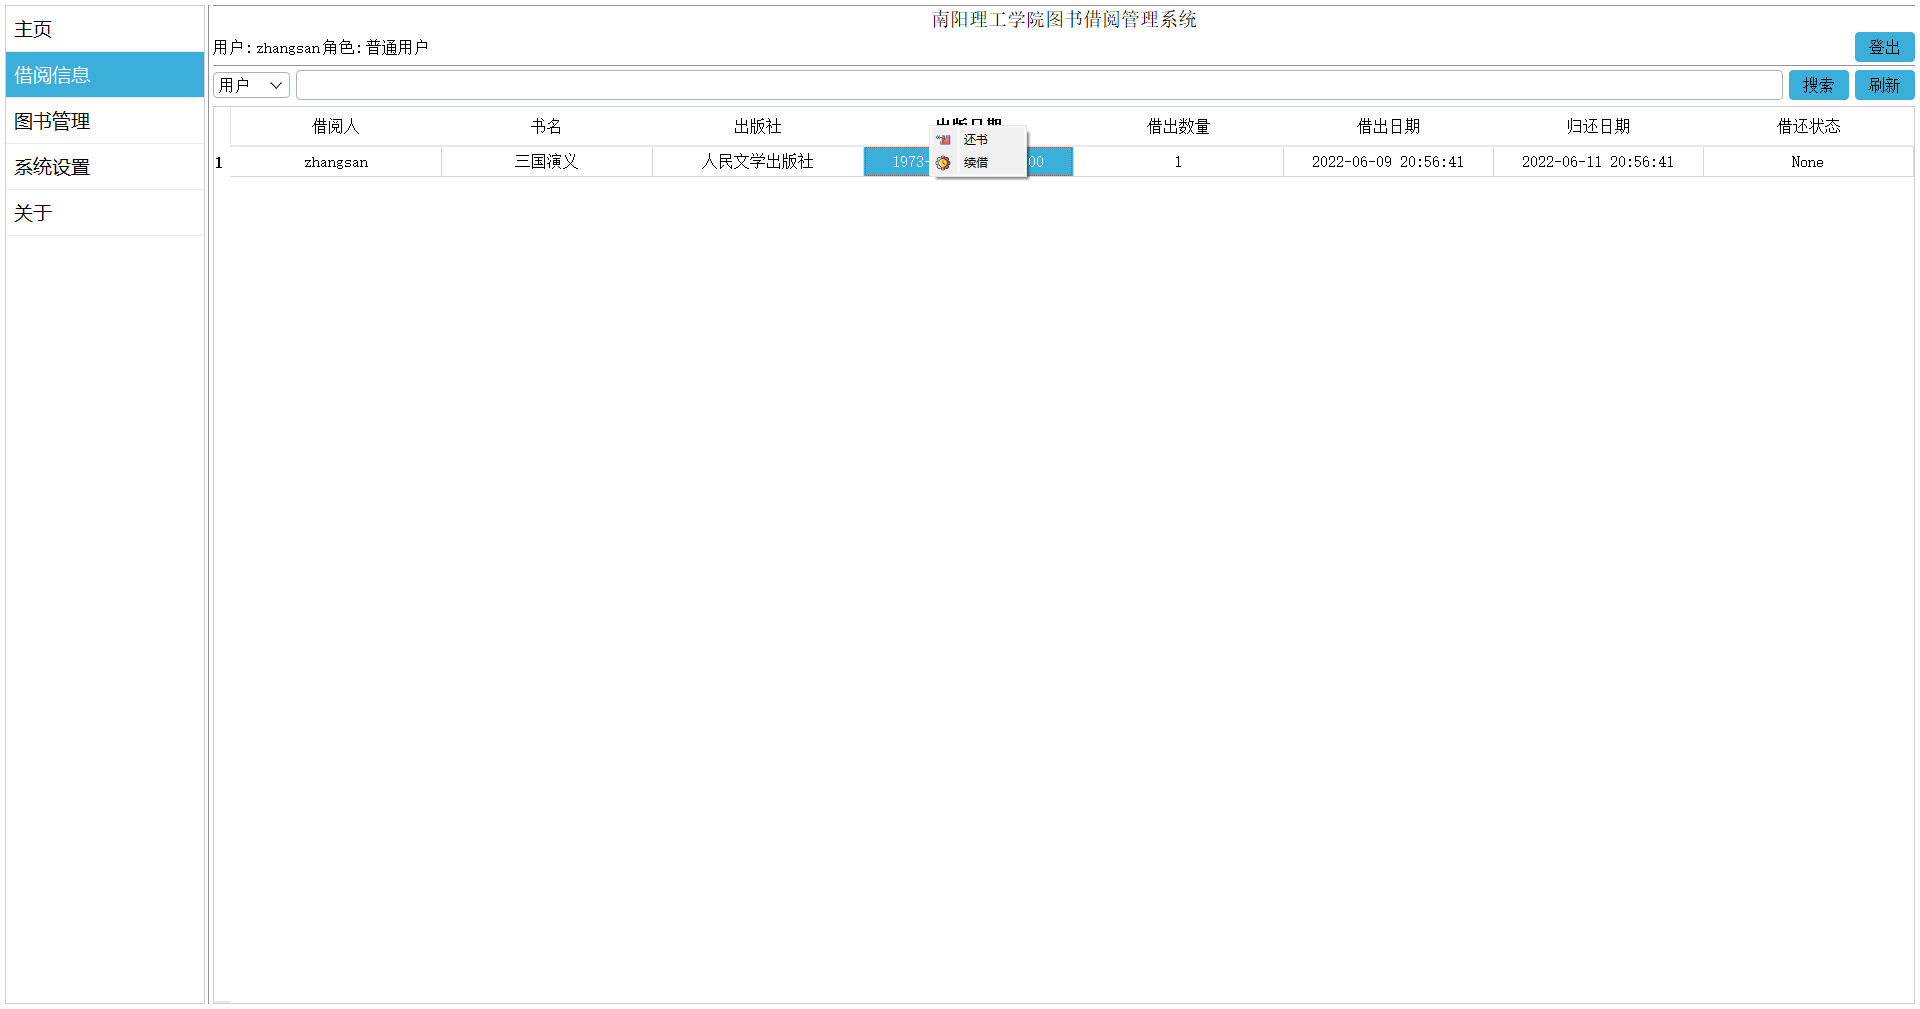 主页
借阅信息
图书管理
系统设置
关于
南阳理工学院图书借阅管理系统
用户: zhangsan 角色: 普通用户
登出
用户
搜索 刷新
借阅人 书名 出版社 出版日期 借出数量 借出日期 归还日期 借还状态
1 zhangsan 三国演义 人民文学出版社 1973- 00 1 2022-06-09 20:56:41 2022-06-11 20:56:41 None
还书
续借